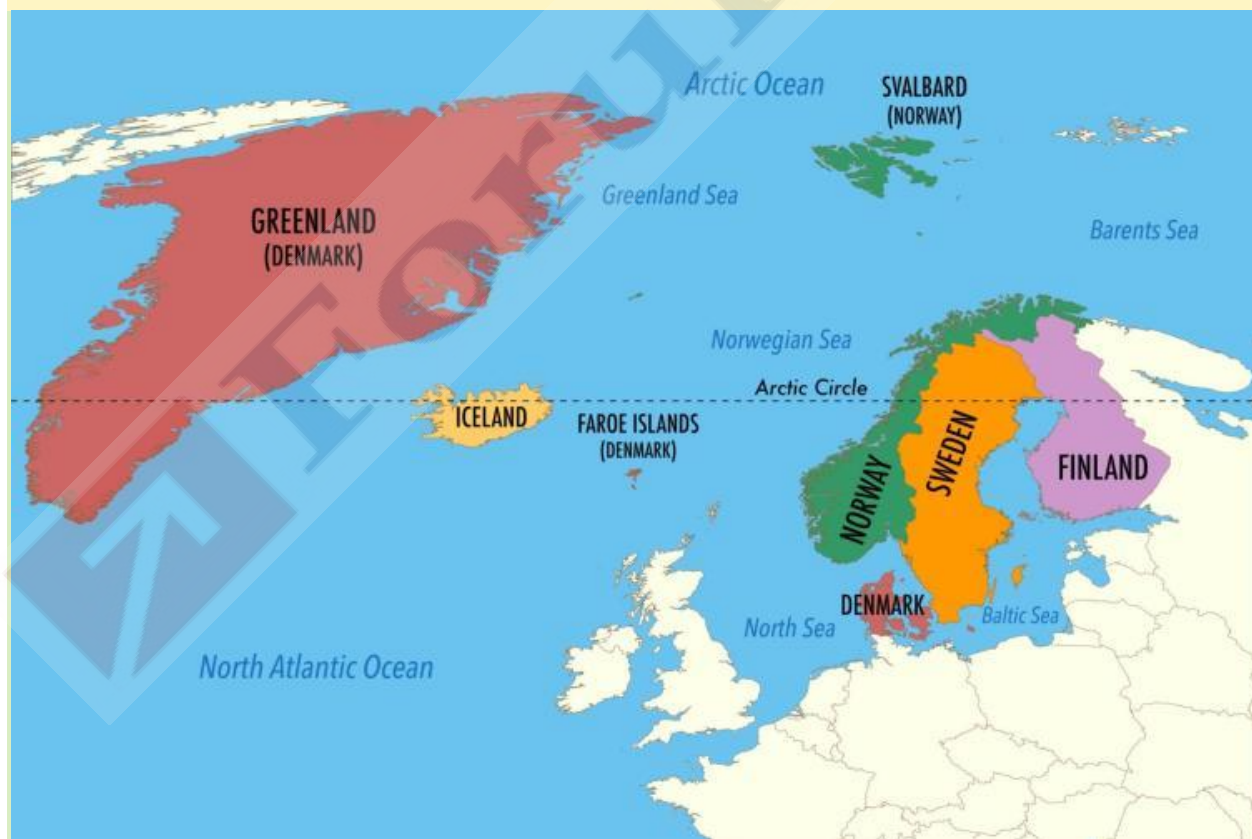 Arctic Ocean
SVALBARD
(NORWAY)
Greenland Sea
GREENLAND
(DENMARK)
Barents Sea
Norwegian Sea
Arctic Circle
ICELAND
FAROE ISLANDS
(DENMARK)
NORWAY
SWEDEN
FINLAND
DENMARK
Baltic Sea
North Sea
North Atlantic Ocean